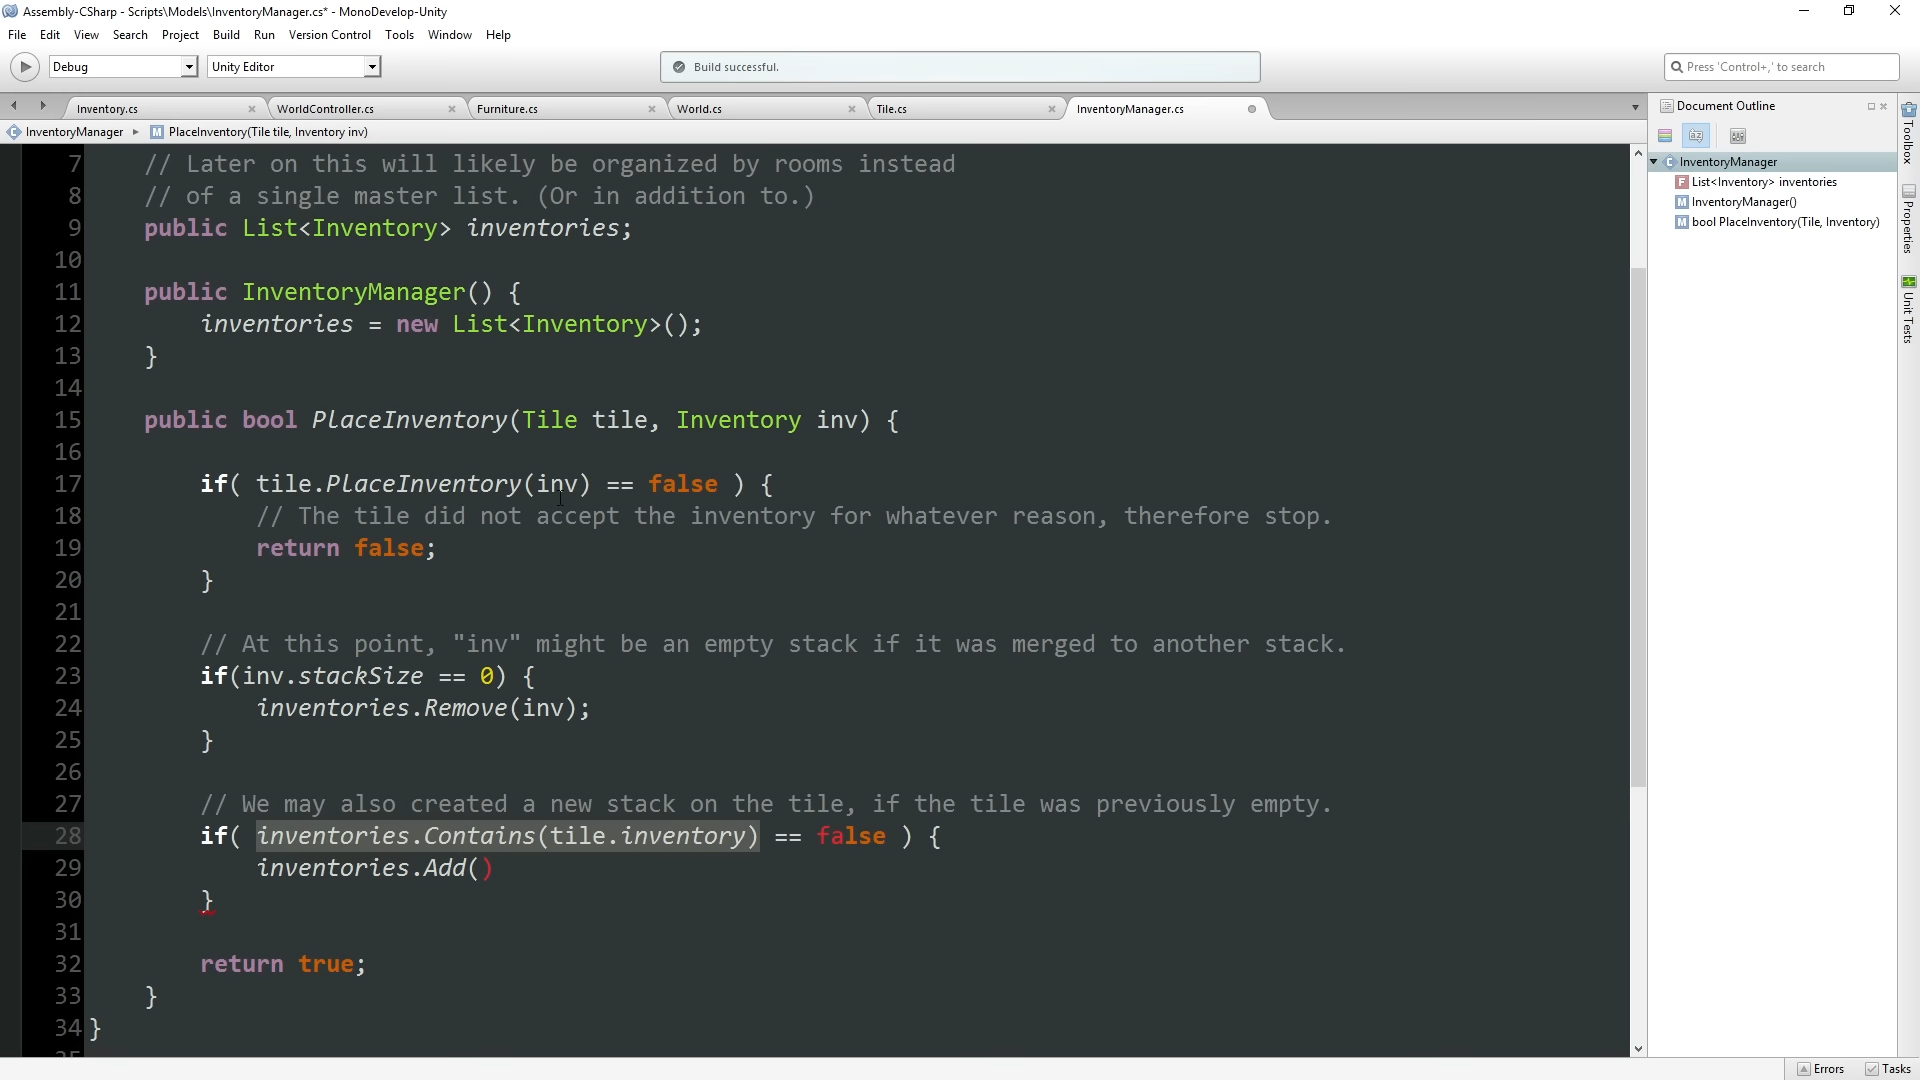 Assembly-CSharp - Scripts\Models\InventoryManager.cs* - MonoDevelop-Unity
File Edit View Search Project Build Run Version Control Tools Window Help
Debug Unity Editor Build successful. Press 'Control+,' to search
Inventory.cs WorldController.cs Furniture.cs World.cs Tile.cs InventoryManager.cs
InventoryManager PlaceInventory(Tile tile, Inventory inv)
7 // Later on this will likely be organized by rooms instead
8 // of a single master list. (Or in addition to.)
9 public List<Inventory> inventories;
10
11 public InventoryManager() {
12 inventories = new List<Inventory>();
13 }
14
15 public bool PlaceInventory(Tile tile, Inventory inv) {
16
17 if( tile.PlaceInventory(inv) == false ) {
18 // The tile did not accept the inventory for whatever reason, therefore stop.
19 return false;
20 }
21
22 // At this point, "inv" might be an empty stack if it was merged to another stack.
23 if(inv.stackSize == 0) {
24 inventories.Remove(inv);
25 }
26
27 // We may also created a new stack on the tile, if the tile was previously empty.
28 if( inventories.Contains(tile.inventory) == false ) {
29 inventories.Add()
30 }
31
32 return true;
33 }
34 }
Document Outline
InventoryManager
List<Inventory> inventories
InventoryManager()
bool PlaceInventory(Tile, Inventory)
Toolbox
Properties
Unit Tests
Errors Tasks